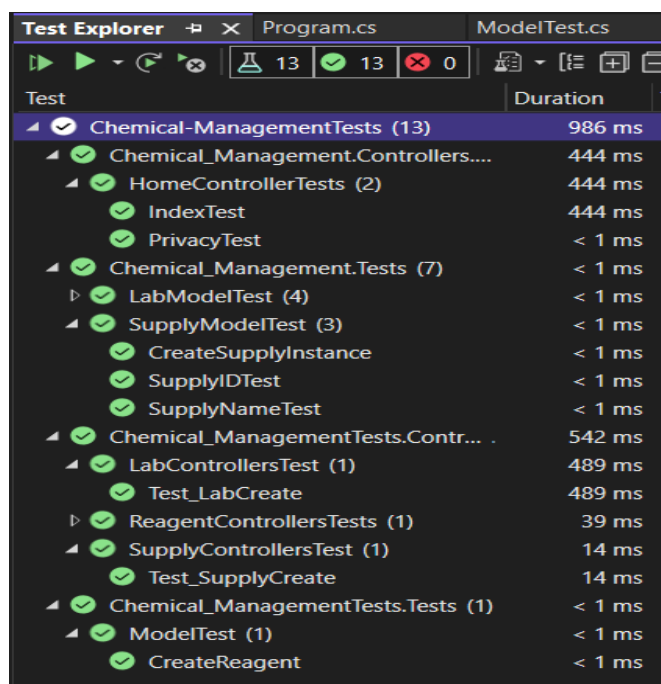 Test Explorer Program.cs ModelTest.cs
13 13 0
Test Duration
Chemical-ManagementTests (13) 986 ms
Chemical_Management.Controllers.... 444 ms
HomeControllerTests (2) 444 ms
IndexTest 444 ms
PrivacyTest < 1 ms
Chemical_Management.Tests (7) < 1 ms
LabModelTest (4) < 1 ms
SupplyModelTest (3) < 1 ms
CreateSupplyInstance < 1 ms
SupplyIDTest < 1 ms
SupplyNameTest < 1 ms
Chemical_ManagementTests.Contr... . 542 ms
LabControllersTest (1) 489 ms
Test_LabCreate 489 ms
ReagentControllersTests (1) 39 ms
SupplyControllersTest (1) 14 ms
Test_SupplyCreate 14 ms
Chemical_ManagementTests.Tests (1) < 1 ms
ModelTest (1) < 1 ms
CreateReagent < 1 ms